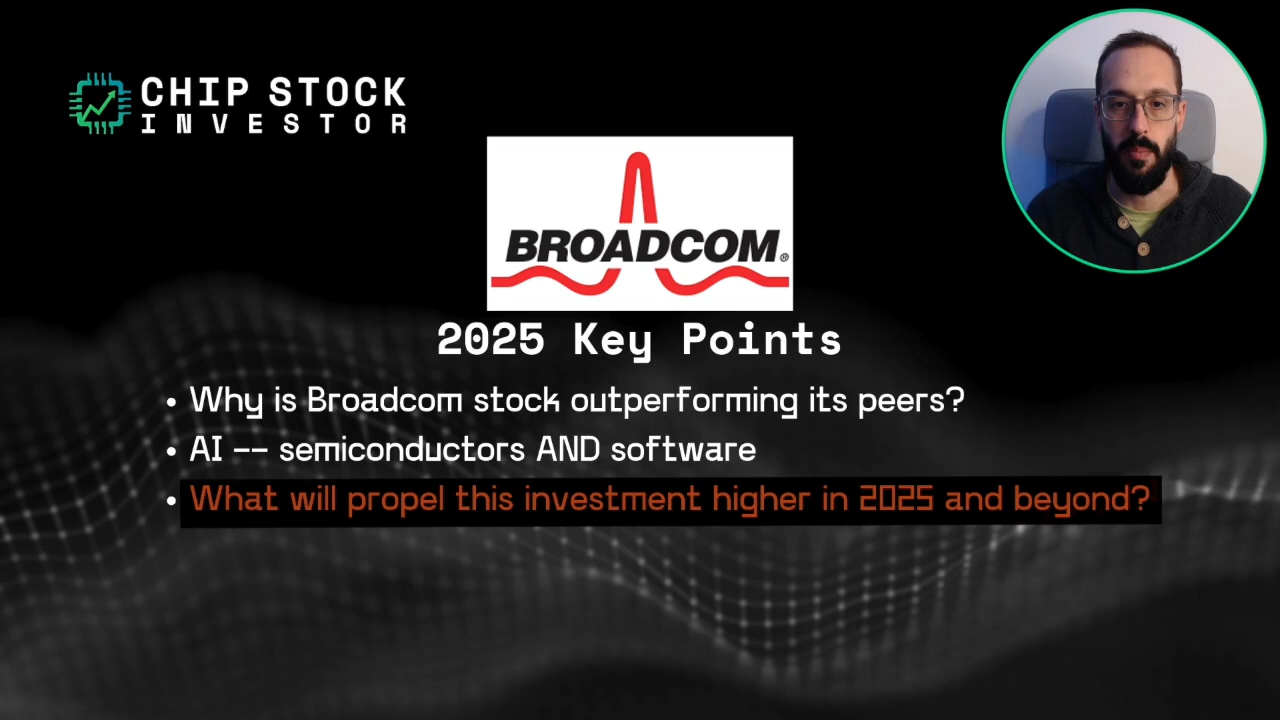 CHIP STOCK
INVESTOR
BROADCOM®
2025 Key Points
• Why is Broadcom stock outperforming its peers?
• AI -- semiconductors AND software
• What will propel this investment higher in 2025 and beyond?